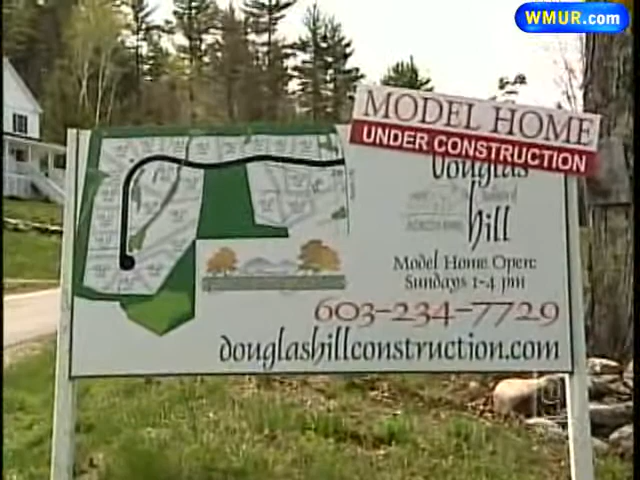 WMUR.com
MODEL HOME
UNDER CONSTRUCTION
Douglas
hill
Model Home Open:
Sundays 1-4 pm
603-234-7729
douglashillconstruction.com